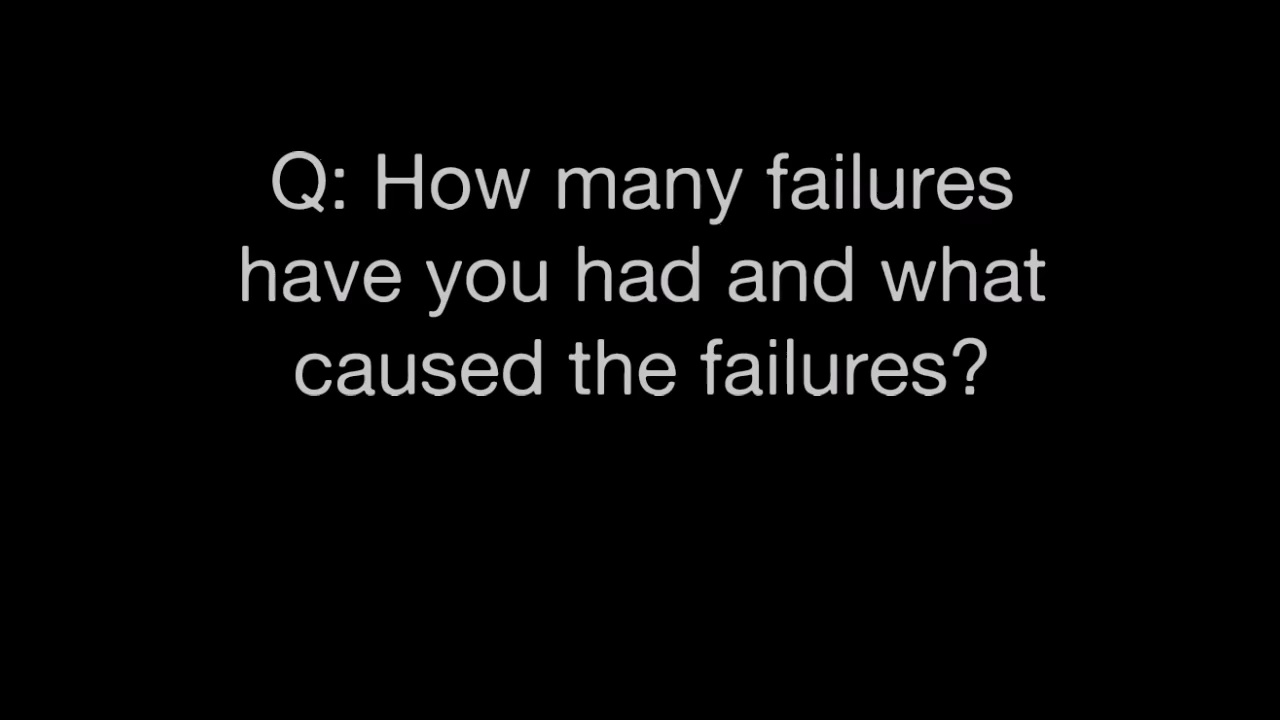 Q: How many failures
have you had and what
caused the failures?